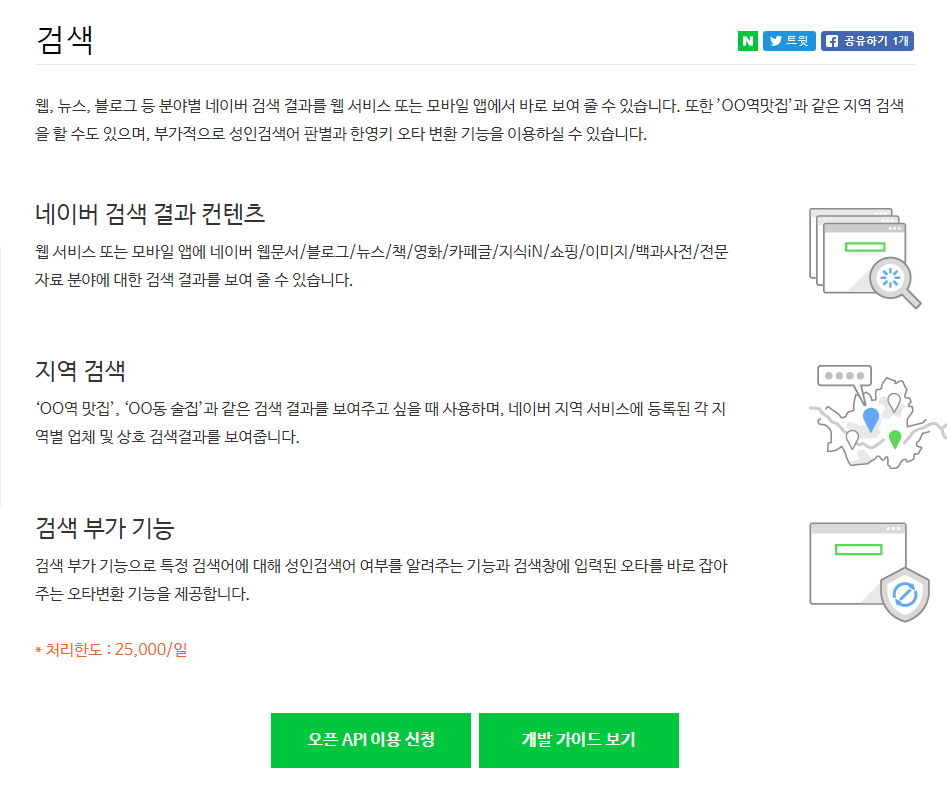 검색
N 트윗 공유하기 1개
웹, 뉴스, 블로그 등 분야별 네이버 검색 결과를 웹 서비스 또는 모바일 앱에서 바로 보여 줄 수 있습니다. 또한 ’OO역맛집’과 같은 지역 검색
을 할 수도 있으며, 부가적으로 성인검색어 판별과 한영키 오타 변환 기능을 이용하실 수 있습니다.
네이버 검색 결과 컨텐츠
웹 서비스 또는 모바일 앱에 네이버 웹문서/블로그/뉴스/책/영화/카페글/지식iN/쇼핑/이미지/백과사전/전문
자료 분야에 대한 검색 결과를 보여 줄 수 있습니다.
지역 검색
‘OO역 맛집’, ‘OO동 술집’과 같은 검색 결과를 보여주고 싶을 때 사용하며, 네이버 지역 서비스에 등록된 각 지
역별 업체 및 상호 검색결과를 보여줍니다.
검색 부가 기능
검색 부가 기능으로 특정 검색어에 대해 성인검색어 여부를 알려주는 기능과 검색창에 입력된 오타를 바로 잡아
주는 오타변환 기능을 제공합니다.
* 처리한도 : 25,000/일
오픈 API 이용 신청 개발 가이드 보기